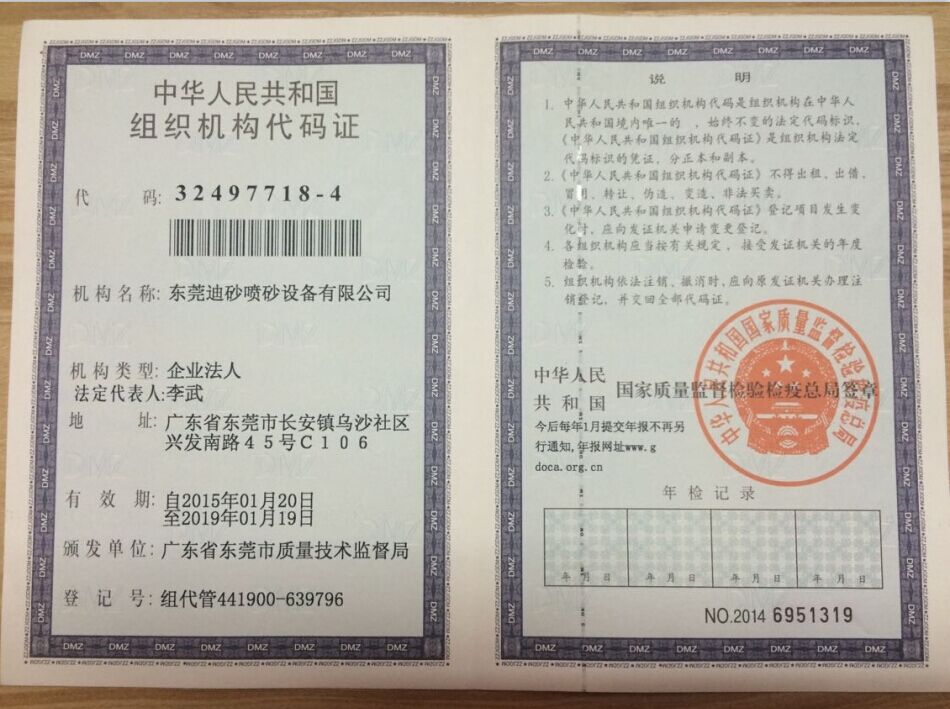 中华人民共和国
组织机构代码证
代 码: 32497718-4
机构名称: 东莞迪砂喷砂设备有限公司
机构类型: 企业法人
法定代表人:李武
地 址: 广东省东莞市长安镇乌沙社区
兴发南路45号C106
有 效 期: 自2015年01月20日
至2019年01月19日
颁发单位: 广东省东莞市质量技术监督局
登 记 号: 组代管441900-639796
说 明
1. 中华人民共和国组织机构代码是组织机构在中华人
民共和国境内唯一的、始终不变的法定代码标识,
《中华人民共和国组织机构代码证》是组织机构法定
代码标识的凭证,分正本和副本。
2.《中华人民共和国组织机构代码证》不得出租、出借、
冒用、转让、伪造、变造、非法买卖。
3.《中华人民共和国组织机构代码证》登记项目发生变
化时,应向发证机关申请变更登记。
4. 各组织机构应当按有关规定,接受发证机关的年度
检验。
5. 组织机构依法注销、撤消时,应向原发证机关办理注
销登记,并交回全部代码证。
中华人民
共 和 国 国家质量监督检验检疫总局签章
中华人民共和国国家质量监督检验检疫总局
今后每年1月提交年报不再另
行通知,年报网址www.g
doca.org.cn
年检记录
年 月 日 年 月 日 年 月 日 年 月 日
NO.2014 6951319